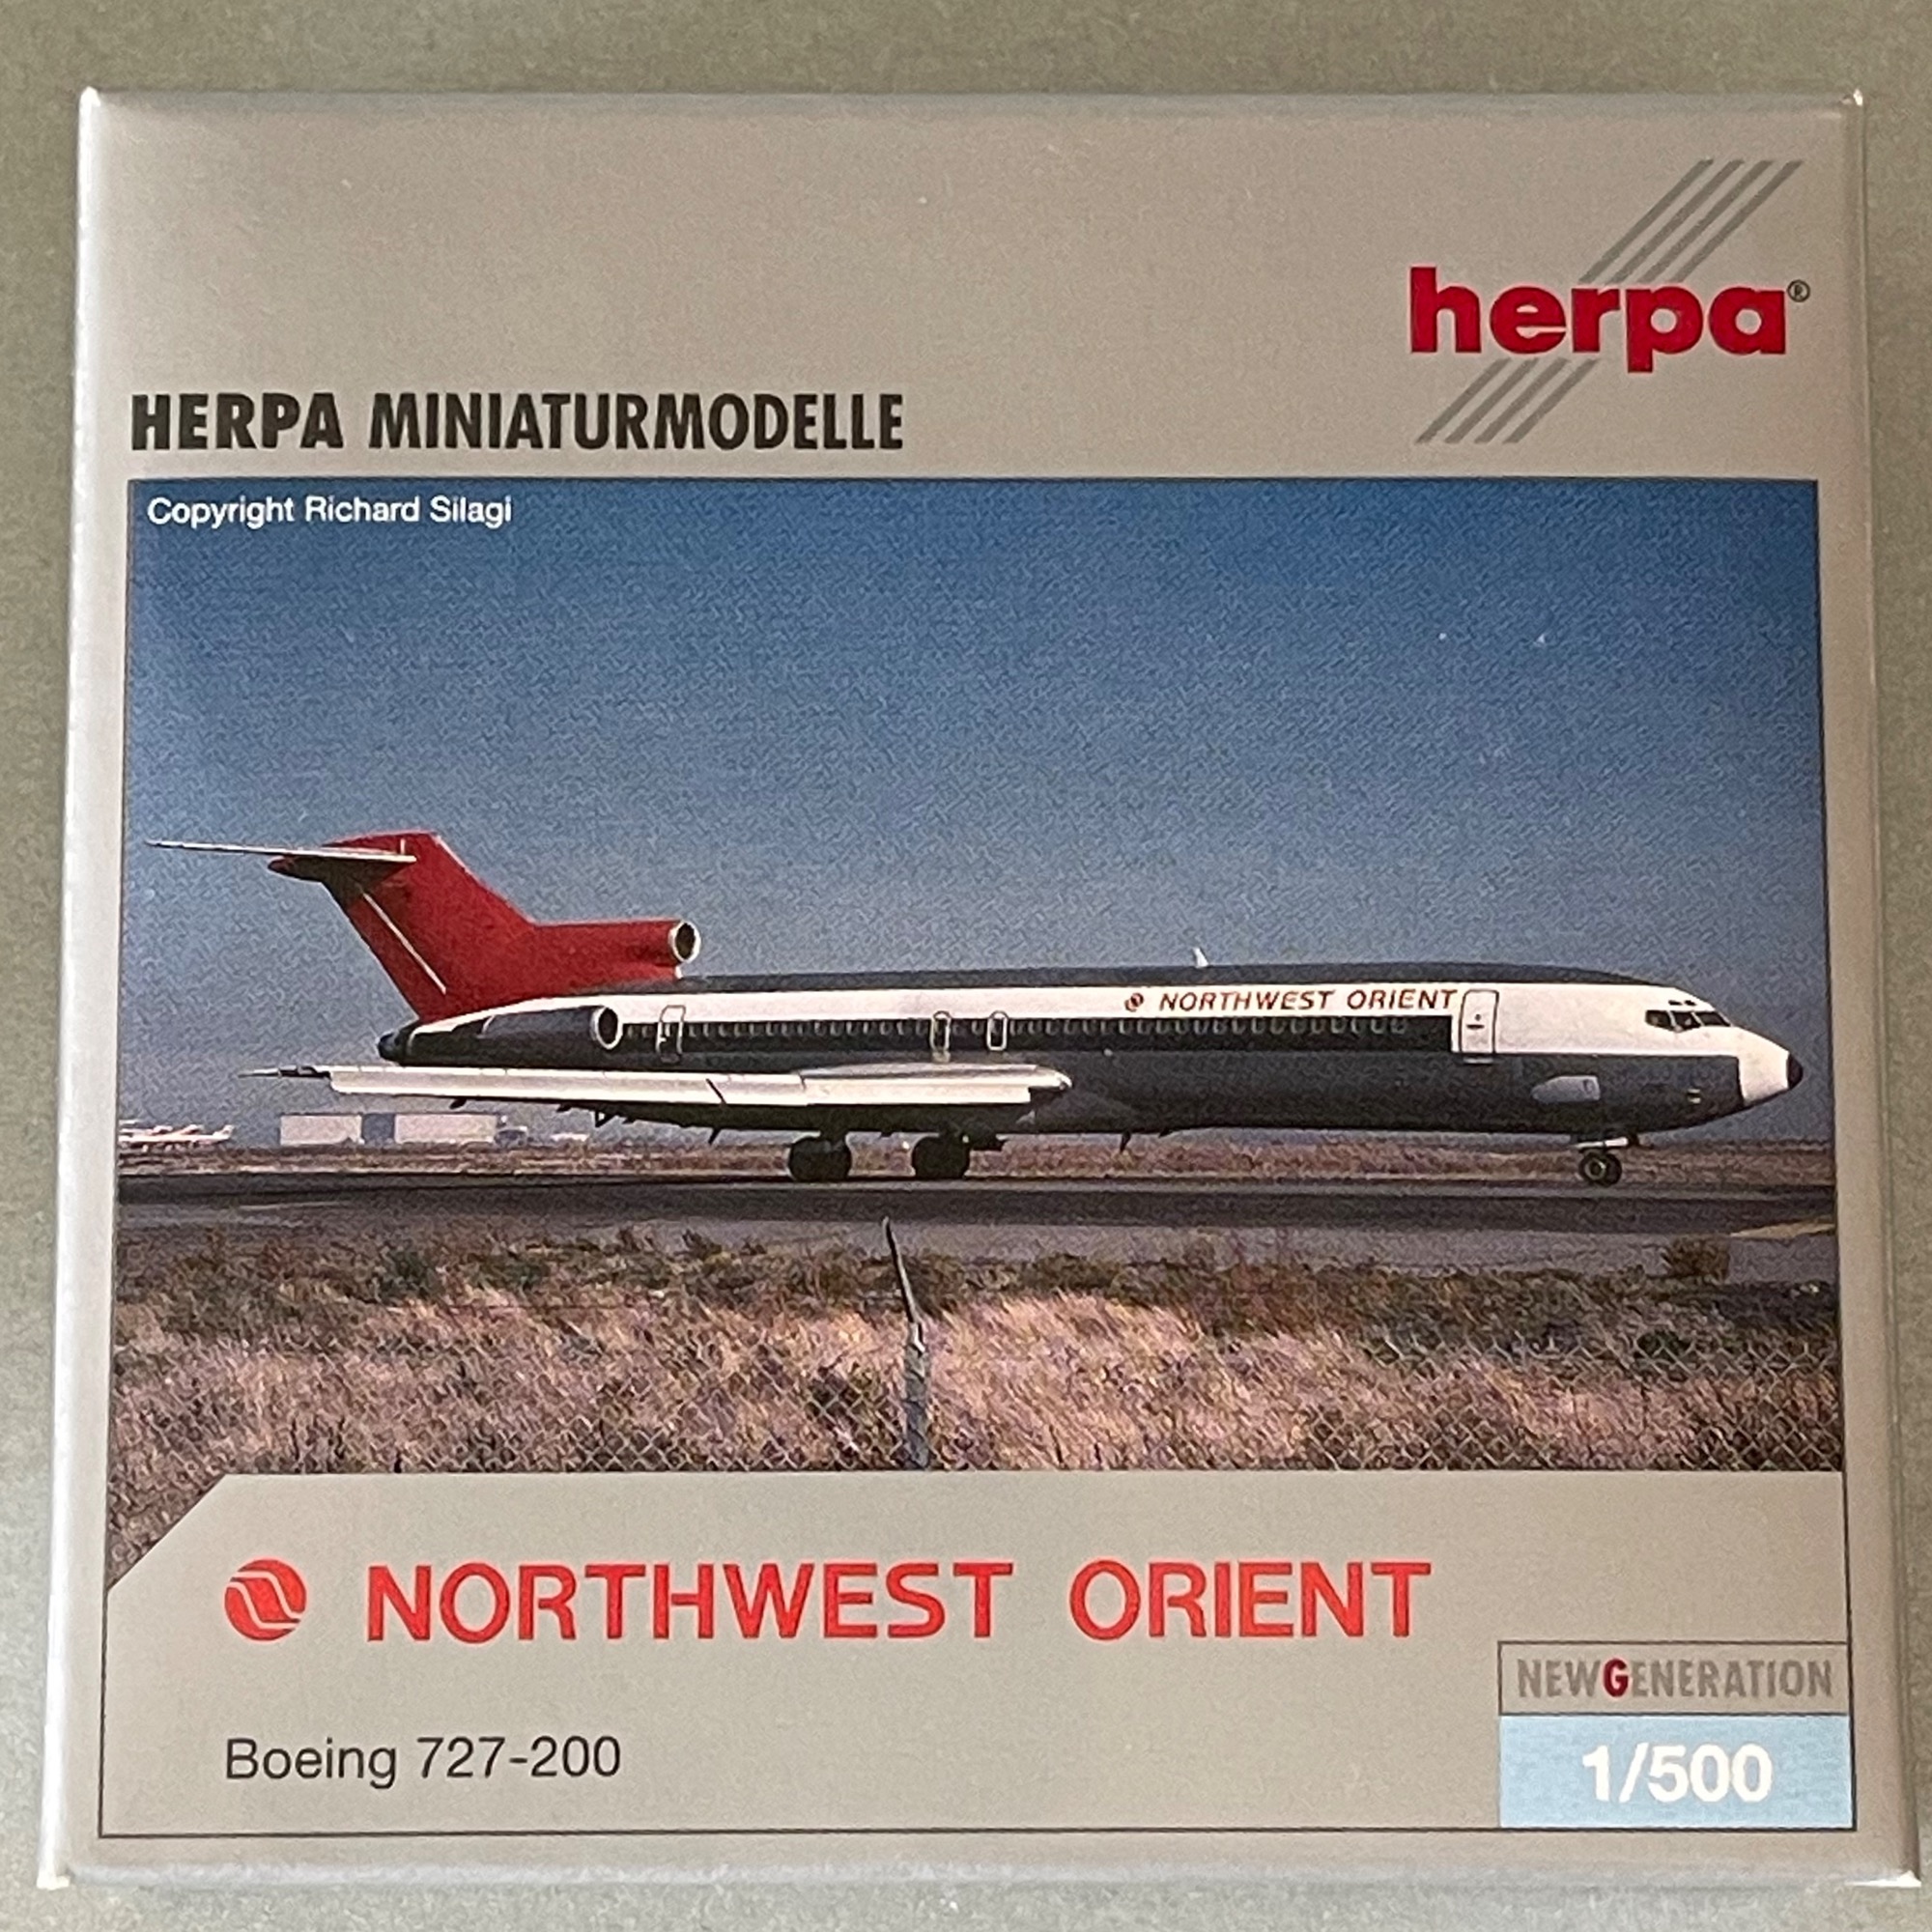 herpa®
HERPA MINIATURMODELLE
Copyright Richard Silagi
NORTHWEST ORIENT
NORTHWEST ORIENT
NEWGENERATION
Boeing 727-200
1/500